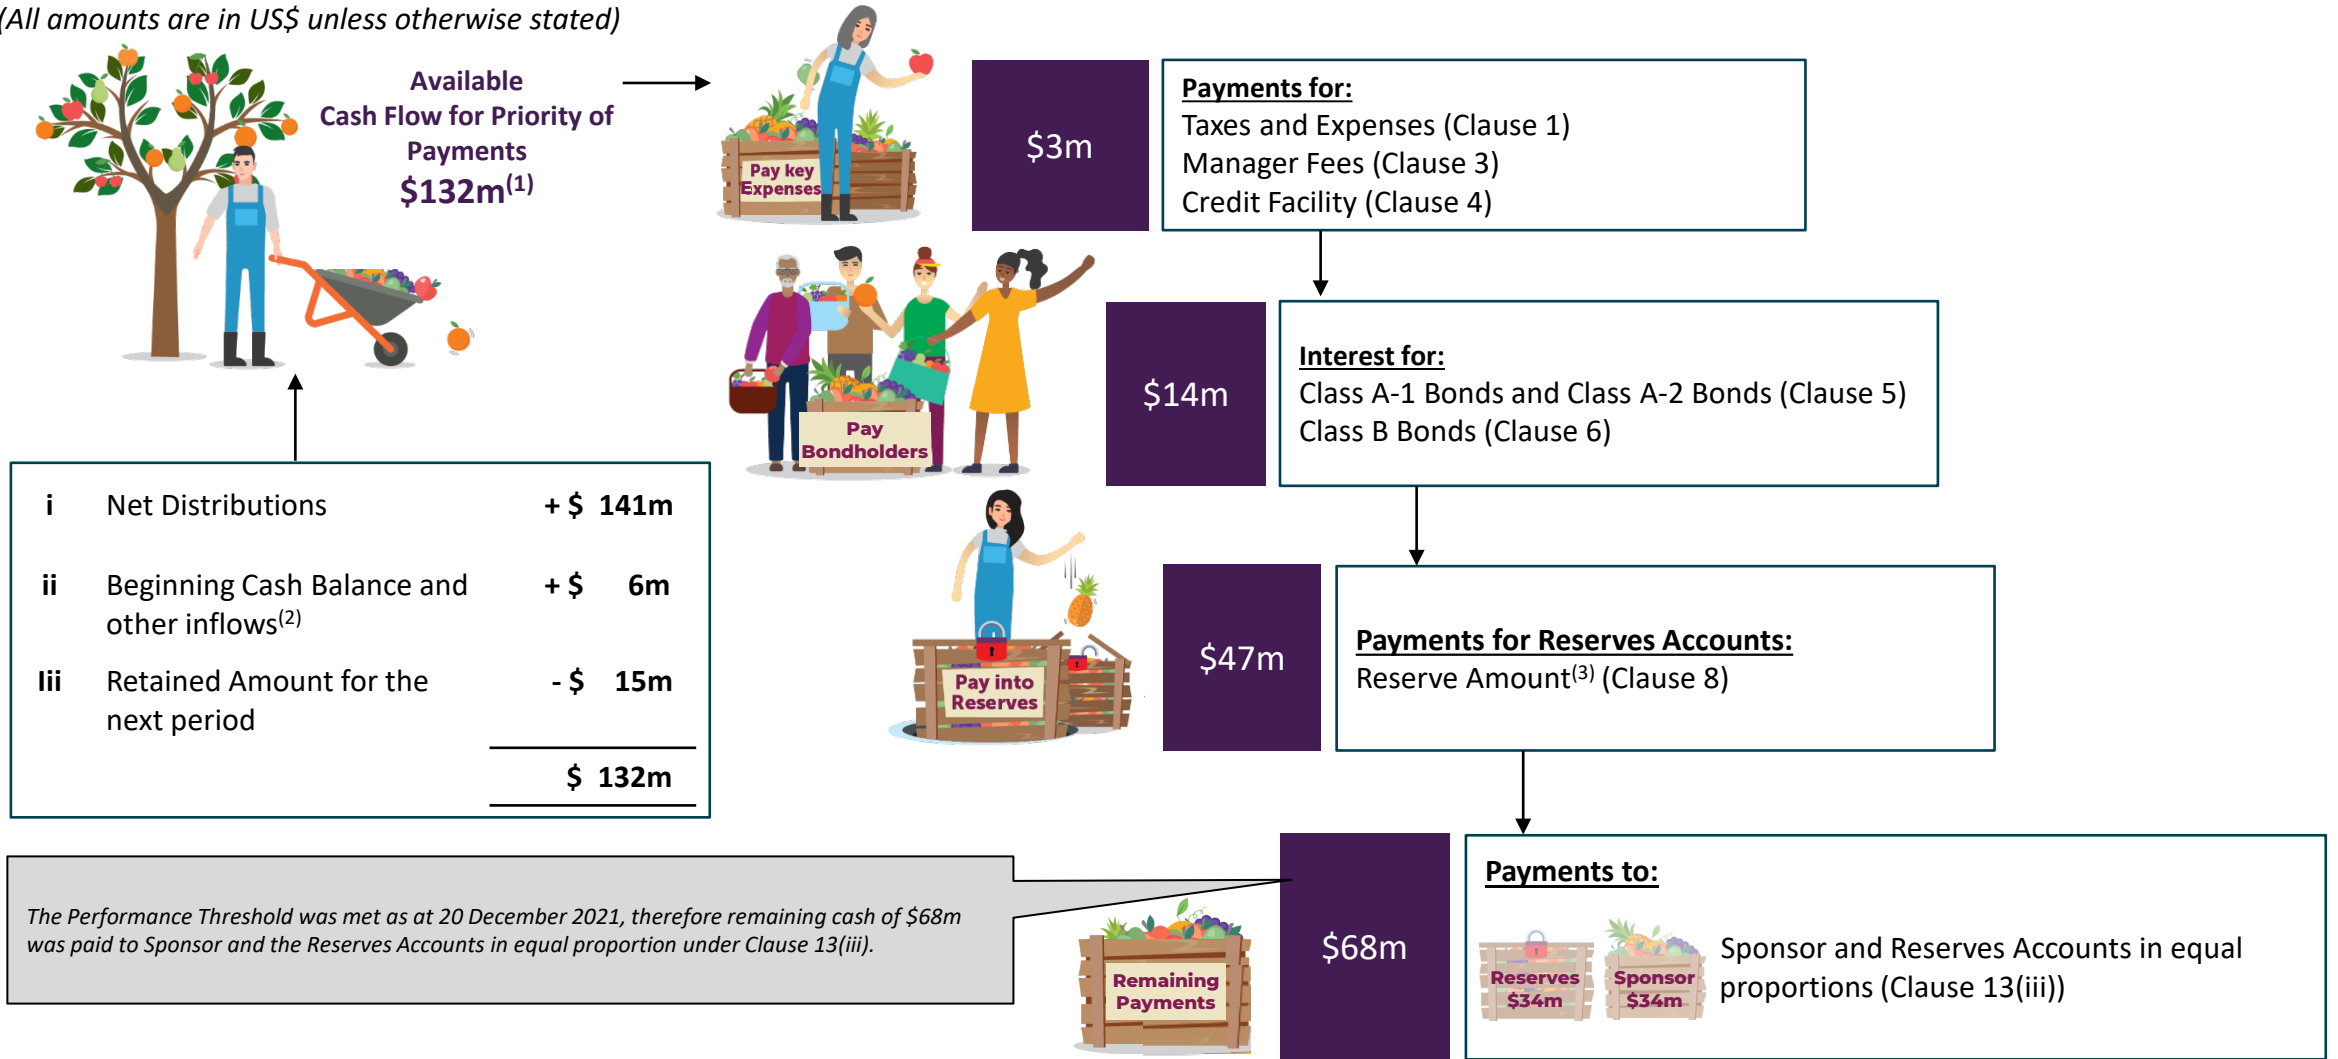 (All amounts are in US$ unless otherwise stated)
Available
Cash Flow for Priority of
Payments
$132m(1)
Pay key
Expenses
$3m
Payments for:
Taxes and Expenses (Clause 1)
Manager Fees (Clause 3)
Credit Facility (Clause 4)
Pay
Bondholders
$14m
Interest for:
Class A-1 Bonds and Class A-2 Bonds (Clause 5)
Class B Bonds (Clause 6)
i Net Distributions + $ 141m
ii Beginning Cash Balance and + $ 6m
other inflows(2)
Iii Retained Amount for the - $ 15m
next period
$ 132m
Pay into
Reserves
$47m
Payments for Reserves Accounts:
Reserve Amount(3) (Clause 8)
The Performance Threshold was met as at 20 December 2021, therefore remaining cash of $68m
was paid to Sponsor and the Reserves Accounts in equal proportion under Clause 13(iii).
Remaining
Payments
$68m
Payments to:
Reserves
$34m
Sponsor
$34m
Sponsor and Reserves Accounts in equal
proportions (Clause 13(iii))